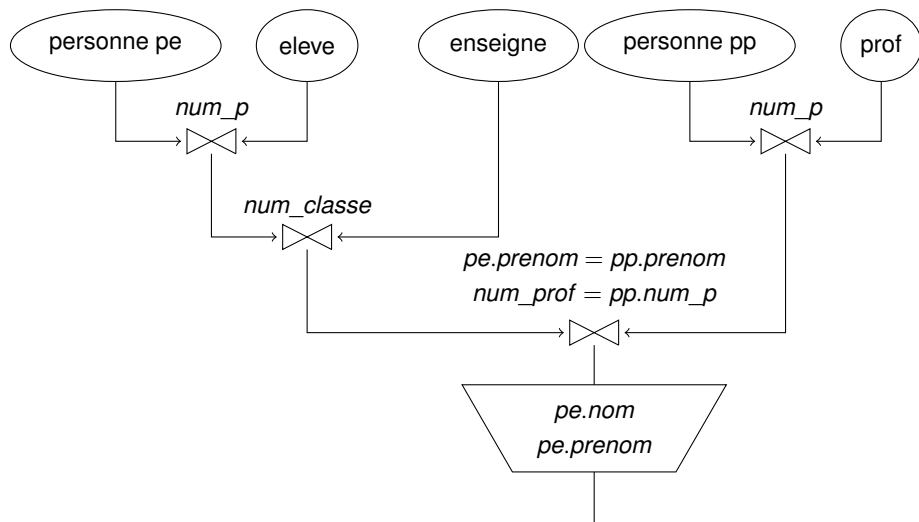 personne pe
eleve
enseigne
personne pp
prof
num_p
num_p
num_classe
pe.prenom = pp.prenom
num_prof = pp.num_p
pe.nom
pe.prenom